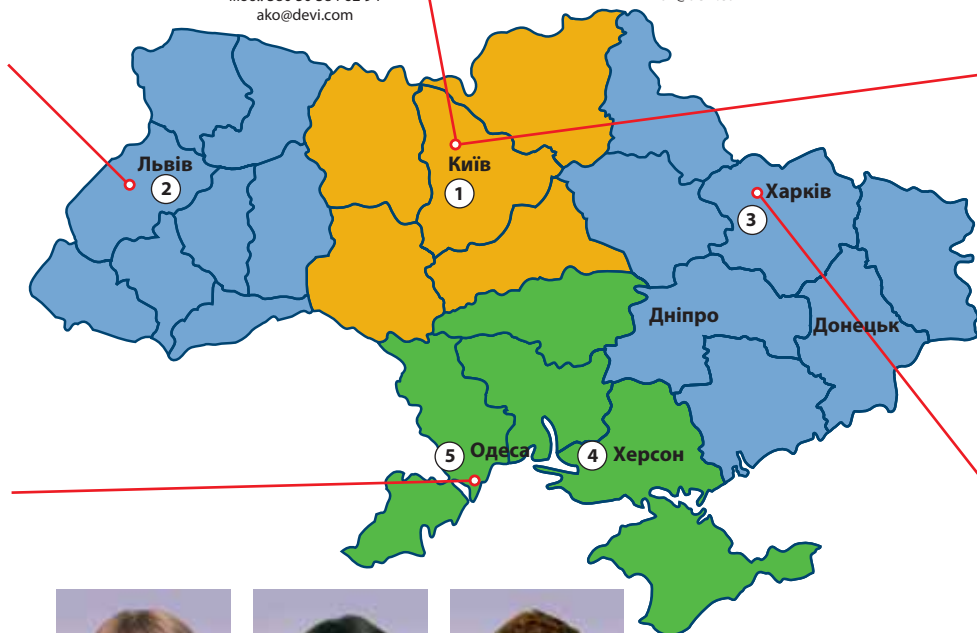 ako@devi.com
Львів
2
Київ
1
Харків
3
Дніпро
Донецьк
5 Одеса
4 Херсон